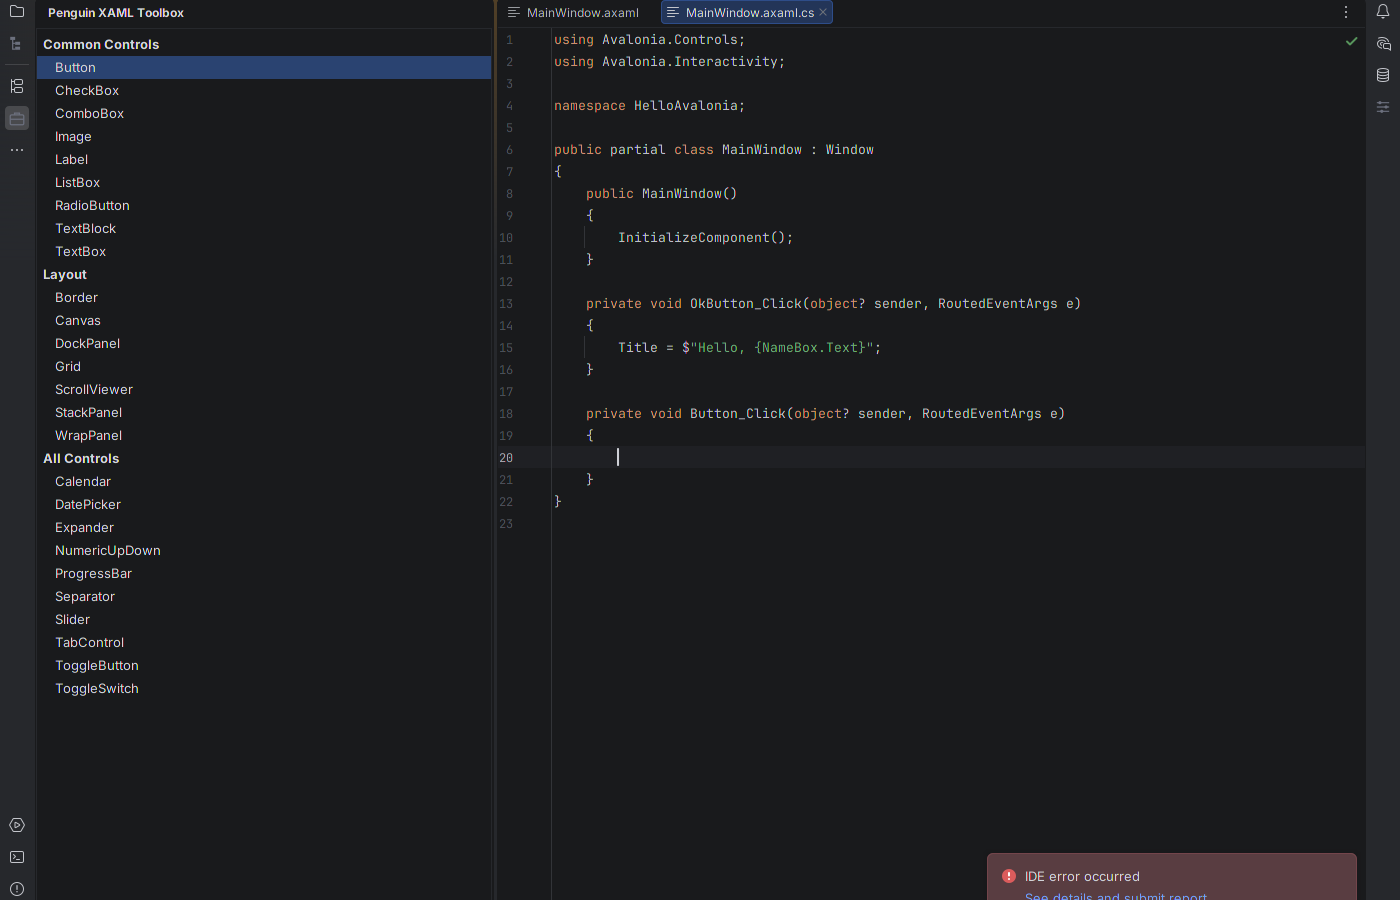 Penguin XAML Toolbox
Common Controls
Button
CheckBox
ComboBox
Image
Label
ListBox
RadioButton
TextBlock
TextBox
Layout
Border
Canvas
DockPanel
Grid
ScrollViewer
StackPanel
WrapPanel
All Controls
Calendar
DatePicker
Expander
NumericUpDown
ProgressBar
Separator
Slider
TabControl
ToggleButton
ToggleSwitch
MainWindow.axaml
MainWindow.axaml.cs
1 using Avalonia.Controls;
2 using Avalonia.Interactivity;
3
4 namespace HelloAvalonia;
5
6 public partial class MainWindow : Window
7 {
8     public MainWindow()
9     {
10         InitializeComponent();
11     }
12
13     private void OkButton_Click(object? sender, RoutedEventArgs e)
14     {
15         Title = $"Hello, {NameBox.Text}";
16     }
17
18     private void Button_Click(object? sender, RoutedEventArgs e)
19     {
20
21     }
22 }
23
IDE error occurred
See details and submit report